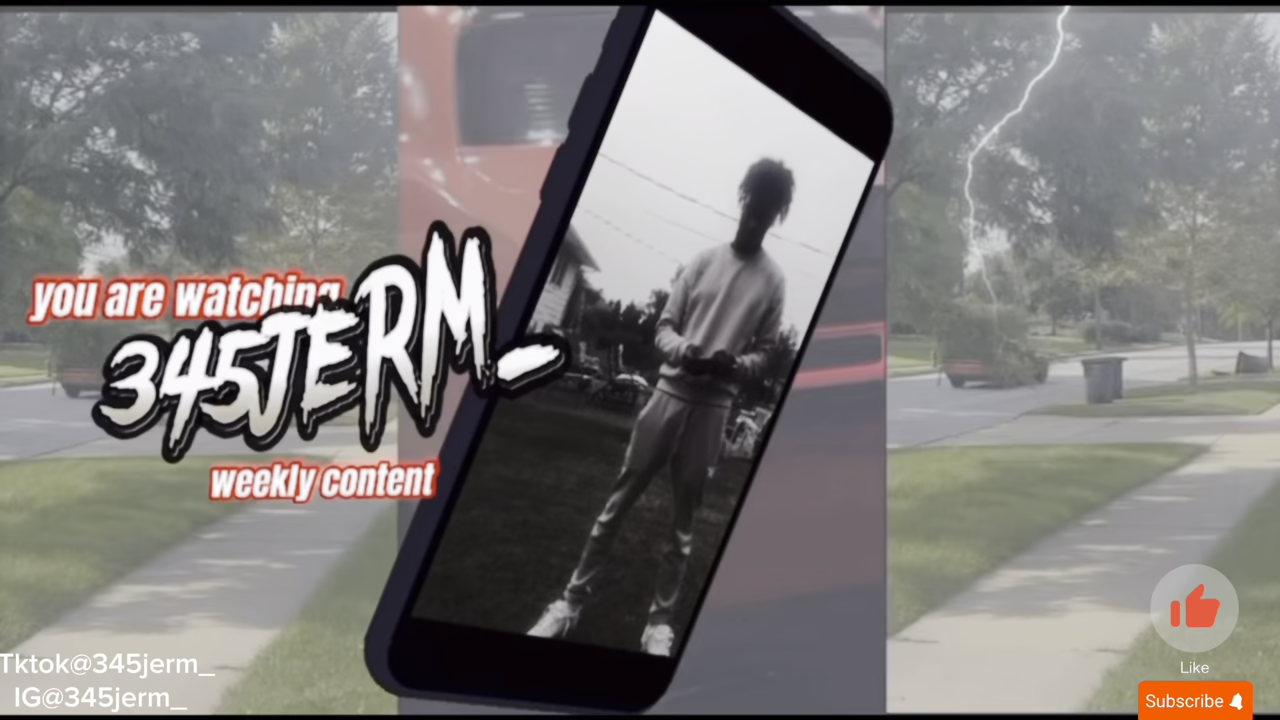 you are watching
345JERM_
weekly content
Tktok@345jerm_
IG@345jerm_
Like
Subscribe